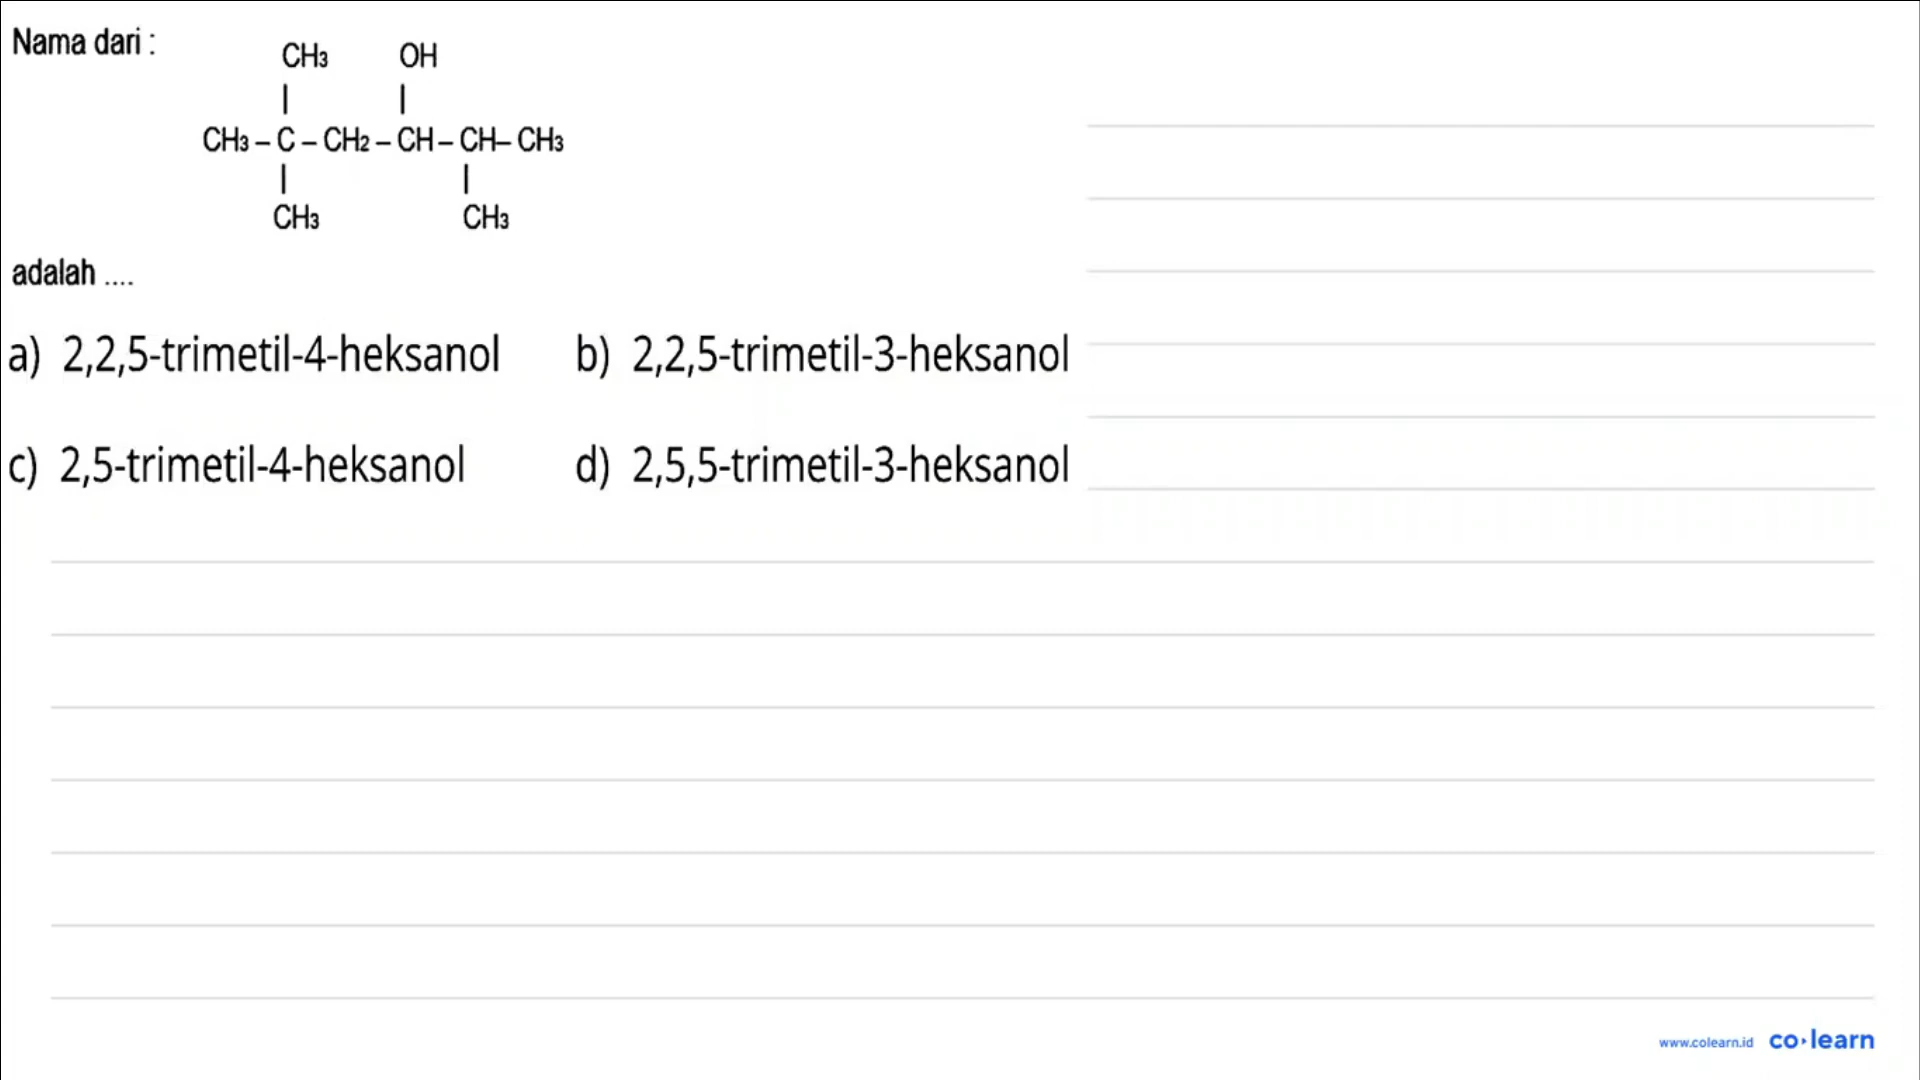 Nama dari :
CH₃ OH
| |
CH₃ – C – CH₂ – CH – CH– CH₃
| |
CH₃ CH₃
adalah ....
a) 2,2,5-trimetil-4-heksanol b) 2,2,5-trimetil-3-heksanol
c) 2,5-trimetil-4-heksanol d) 2,5,5-trimetil-3-heksanol
www.colearn.id co learn